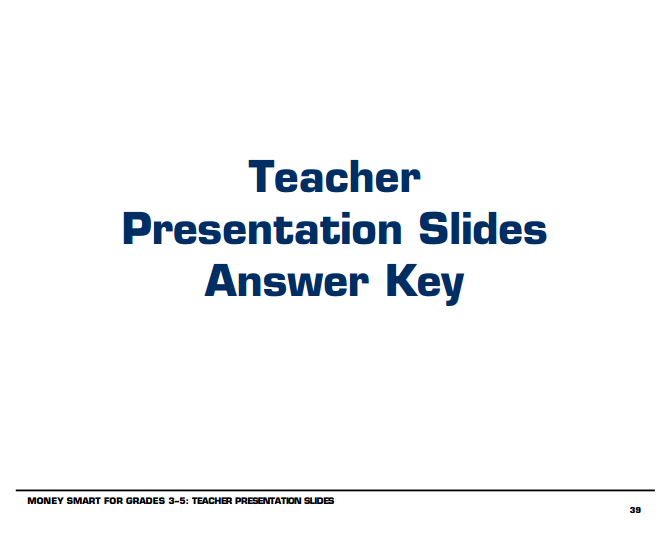 Teacher
Presentation Slides
Answer Key
MONEY SMART FOR GRADES 3–5: TEACHER PRESENTATION SLIDES
39